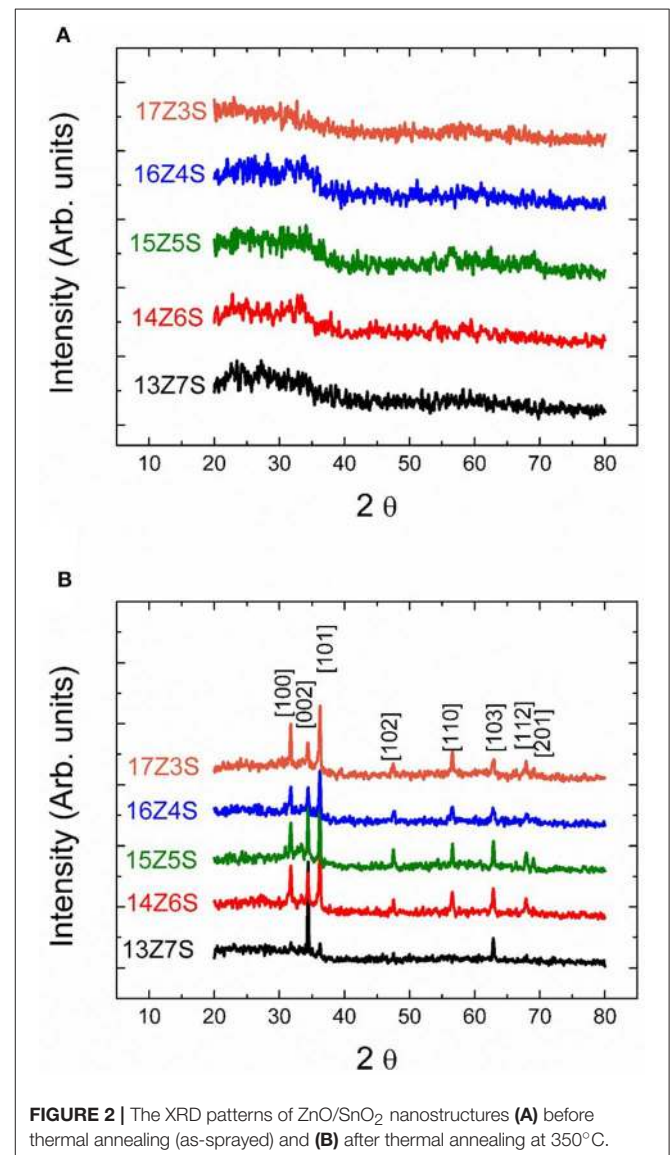 A
17Z3S
16Z4S
15Z5S
14Z6S
13Z7S
Intensity (Arb. units)
10 20 30 40 50 60 70 80
2 θ
B
[100]
[002]
[101]
[102]
[110]
[103]
[112]
[201]
17Z3S
16Z4S
15Z5S
14Z6S
13Z7S
Intensity (Arb. units)
10 20 30 40 50 60 70 80
2 θ
FIGURE 2 | The XRD patterns of ZnO/SnO₂ nanostructures (A) before
thermal annealing (as-sprayed) and (B) after thermal annealing at 350°C.